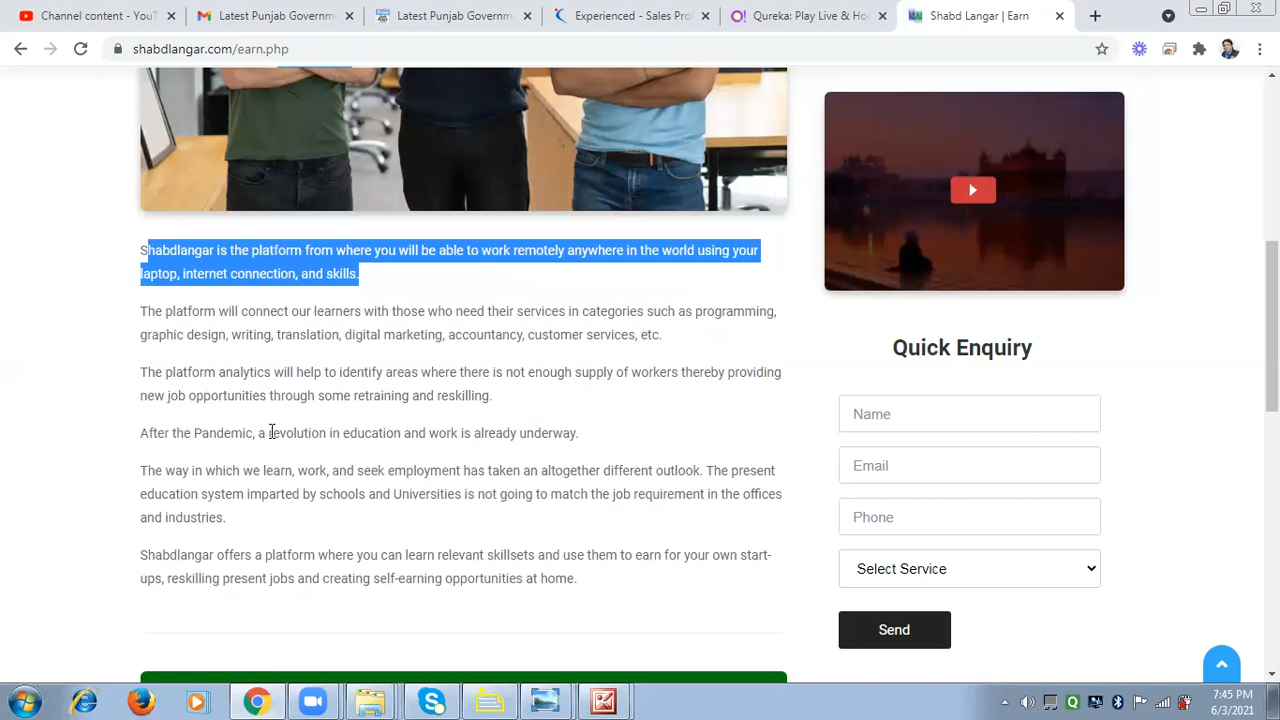 Channel content - YouT
Latest Punjab Governm
Latest Punjab Governm
Experienced - Sales Pro
Qureka: Play Live & Ho
Shabd Langar | Earn
shabdlangar.com/earn.php
Shabdlangar is the platform from where you will be able to work remotely anywhere in the world using your
laptop, internet connection, and skills.
The platform will connect our learners with those who need their services in categories such as programming,
graphic design, writing, translation, digital marketing, accountancy, customer services, etc.
The platform analytics will help to identify areas where there is not enough supply of workers thereby providing
new job opportunities through some retraining and reskilling.
After the Pandemic, a revolution in education and work is already underway.
The way in which we learn, work, and seek employment has taken an altogether different outlook. The present
education system imparted by schools and Universities is not going to match the job requirement in the offices
and industries.
Shabdlangar offers a platform where you can learn relevant skillsets and use them to earn for your own start-
ups, reskilling present jobs and creating self-earning opportunities at home.
Quick Enquiry
Name
Email
Phone
Select Service
Send
7:45 PM
6/3/2021